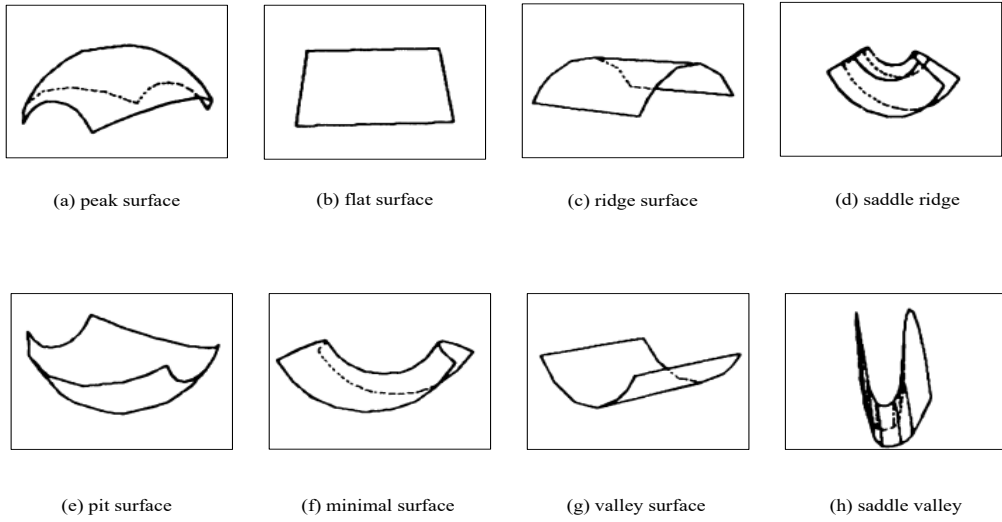 (a) peak surface
(b) flat surface
(c) ridge surface
(d) saddle ridge
(e) pit surface
(f) minimal surface
(g) valley surface
(h) saddle valley